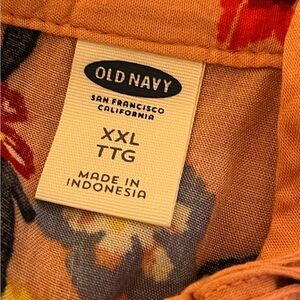 OLD NAVY
SAN FRANCISCO
CALIFORNIA
XXL
TTG
MADE IN
INDONESIA